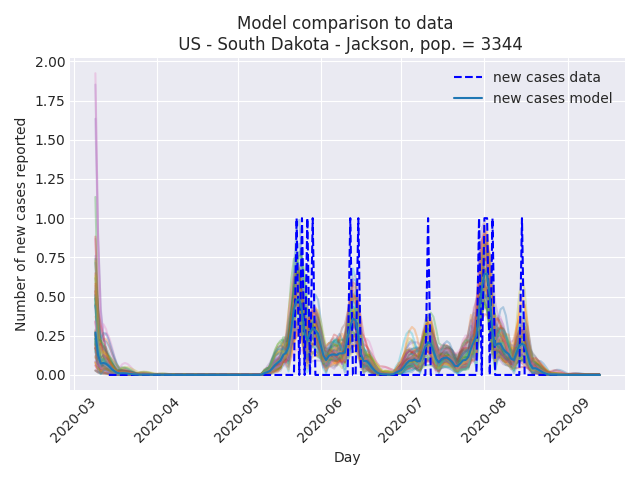 Model comparison to data
US - South Dakota - Jackson, pop. = 3344
new cases data
new cases model
Number of new cases reported
2.00
1.75
1.50
1.25
1.00
0.75
0.50
0.25
0.00
2020-03
2020-04
2020-05
2020-06
2020-07
2020-08
2020-09
Day